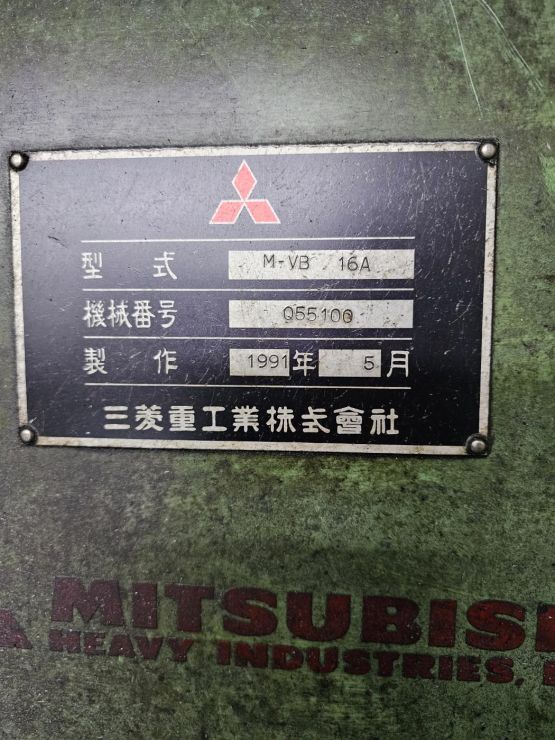 型式 M-VB 16A
機械番号 Q55100
製作 1991年 5月
三菱重工業株式會社
MITSUBIS
HEAVY INDUSTRIES,